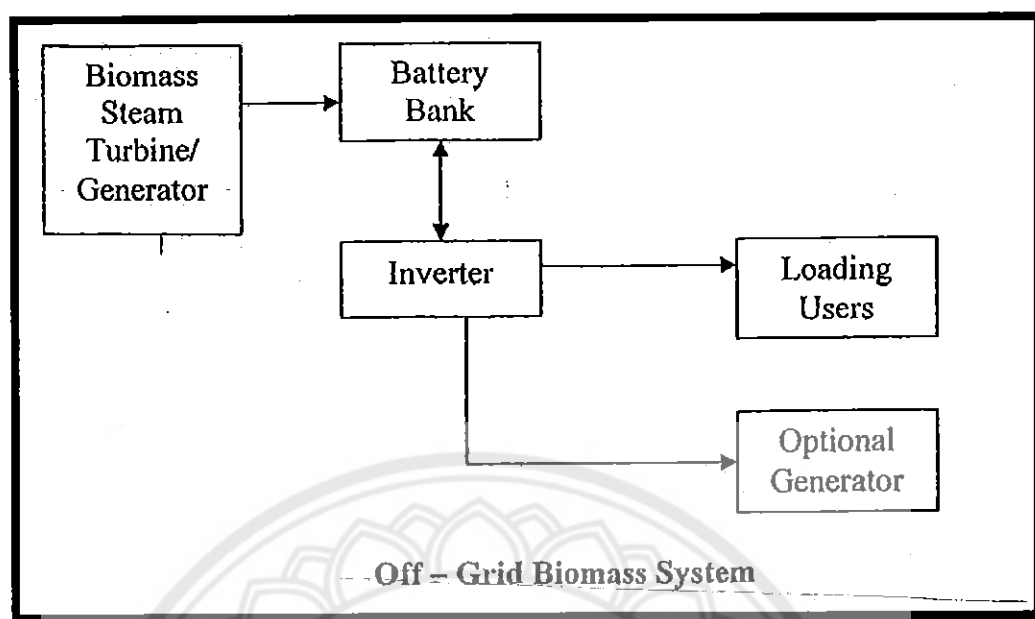 Biomass
Steam
Turbine/
Generator
Battery
Bank
Inverter
Loading
Users
Optional
Generator
Off – Grid Biomass System